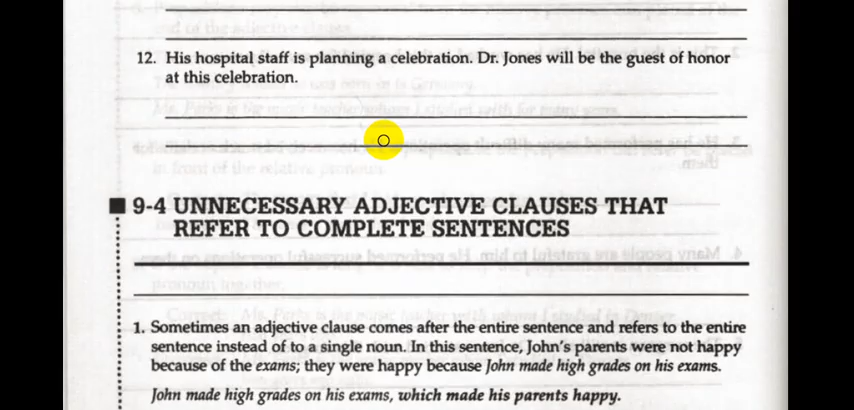 12. His hospital staff is planning a celebration. Dr. Jones will be the guest of honor
at this celebration.
■ 9-4 UNNECESSARY ADJECTIVE CLAUSES THAT
REFER TO COMPLETE SENTENCES
1. Sometimes an adjective clause comes after the entire sentence and refers to the entire
sentence instead of to a single noun. In this sentence, John's parents were not happy
because of the exams; they were happy because John made high grades on his exams.
John made high grades on his exams, which made his parents happy.